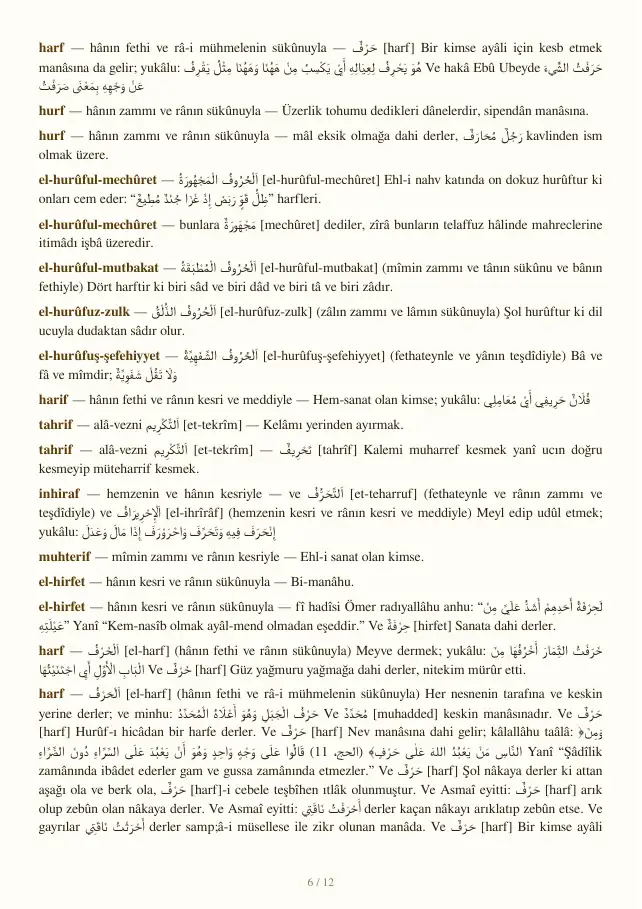 harf — hânın fethi ve râ-i mühmelenin sükûnuyla — حَرْفٌ [harf] Bir kimse ayâli için kesb etmek
manâsına da gelir; yukâlu: هُوَ يَحْرِفُ لِعِيَالِهِ أَيْ يَكْسِبُ مِنْ هَهُنَا وَهَهُنَا مِثْلُ يَقْرِفُ Ve hakâ Ebû Ubeyde حَرَفْتُ الشَّيْءَ
عَنْ وَجْهِهِ بِمَعْنَى صَرَفْتُ
hurf — hânın zammı ve rânın sükûnuyla — Üzerlik tohumu dedikleri dânelerdir, sipendân manâsına.
hurf — hânın zammı ve rânın sükûnuyla — mâl eksik olmağa dahi derler, رَجُلٌ مُحَارَفٌ kavlinden ism
olmak üzere.
el-hurûful-mechûret — اَلْحُرُوفُ الْمَجْهُورَةُ [el-hurûful-mechûret] Ehl-i nahv katında on dokuz hurûftur ki
onları cem eder: “ظِلُّ قَوٍّ رَبَضٌ إِذْ غَزَا جُنْدٌ مُطِيعٌ” harfleri.
el-hurûful-mechûret — bunlara مَجْهُورَةٌ [mechûret] dediler, zîrâ bunların telaffuz hâlinde mahreclerine
itimâdı işbâ üzeredir.
el-hurûful-mutbakat — اَلْحُرُوفُ الْمُطْبَقَةُ [el-hurûful-mutbakat] (mîmin zammı ve tânın sükûnu ve bânın
fethiyle) Dört harftir ki biri sâd ve biri dâd ve biri tâ ve biri zâdır.
el-hurûfuz-zulk — اَلْحُرُوفُ الذُّلْقُ [el-hurûfuz-zulk] (zâlın zammı ve lâmın sükûnuyla) Şol hurûftur ki dil
ucuyla dudaktan sâdır olur.
el-hurûfuş-şefehiyyet — اَلْحُرُوفُ الشَّفَهِيَّةُ [el-hurûfuş-şefehiyyet] (fethateynle ve yânın teşdîdiyle) Bâ ve
fâ ve mîmdir; وَلَا تَقُلْ شَفَوِيَّةٌ
harif — hânın fethi ve rânın kesri ve meddiyle — Hem-sanat olan kimse; yukâlu: فُلَانٌ حَرِيفِي أَيْ مُعَامِلِي
tahrif — alâ-vezni اَلتَّكْرِيم [et-tekrîm] — Kelâmı yerinden ayırmak.
tahrif — alâ-vezni اَلتَّكْرِيم [et-tekrîm] — تَحْرِيفٌ [tahrîf] Kalemi muharref kesmek yanî ucın doğru
kesmeyip müteharrif kesmek.
inhiraf — hemzenin ve hânın kesriyle — ve اَلتَّحَرُّفُ [et-teharruf] (fethateynle ve rânın zammı ve
teşdîdiyle) ve اَلْاِحْرِيرَافُ [el-ihrîrâf] (hemzenin kesri ve rânın kesri ve meddiyle) Meyl edip udûl etmek;
yukâlu: إِنْحَرَفَ فِيهِ وَتَحَرَّفَ وَاحْرَوْرَفَ إِذَا مَالَ وَعَدَلَ
muhterif — mîmin zammı ve rânın kesriyle — Ehl-i sanat olan kimse.
el-hirfet — hânın kesri ve rânın sükûnuyla — Bi-manâhu.
el-hirfet — hânın kesri ve rânın sükûnuyla — fî hadîsi Ömer radıyallâhu anhu: “لَحِرْفَةُ أَحَدِهِمْ أَشَدُّ عَلَيَّ مِنْ
عَيْلَتِهِ” Yanî “Kem-nasîb olmak ayâl-mend olmadan eşeddir.” Ve حِرْفَةٌ [hirfet] Sanata dahi derler.
harf — اَلْحَرْفُ [el-harf] (hânın fethi ve rânın sükûnuyla) Meyve dermek; yukâlu: حَرَفْتُ الثِّمَارَ أَحْرُفُهَا مِنَ
الْبَابِ الْأَوَّلِ أَيِ اجْتَنَيْتُهَا Ve حَرْفٌ [harf] Güz yağmuru yağmağa dahi derler, nitekim mürûr etti.
harf — اَلْحَرْفُ [el-harf] (hânın fethi ve râ-i mühmelenin sükûnuyla) Her nesnenin tarafına ve keskin
yerine derler; ve minhu: حَرْفُ الْجَبَلِ وَهُوَ أَعْلَاهُ الْمُحَدَّدُ Ve مُحَدَّدٌ [muhadded] keskin manâsınadır. Ve حَرْفٌ
[harf] Hurûf-ı hicâdan bir harfe derler. Ve حَرْفٌ [harf] Nev manâsına dahi gelir; kâlallâhu taâlâ: ﴿وَمِنَ
النَّاسِ مَنْ يَعْبُدُ اللهَ عَلَى حَرْفٍ﴾ (الحج، 11) قَالُوا عَلَى وَجْهٍ وَاحِدٍ وَهُوَ أَنْ يَعْبُدَ عَلَى السَّرَّاءِ دُونَ الضَّرَّاءِ Yanî “Şâdîlik
zamânında ibâdet ederler gam ve gussa zamânında etmezler.” Ve حَرْفٌ [harf] Şol nâkaya derler ki attan
aşağı ola ve berk ola, حَرْفٌ [harf]-i cebele teşbîhen ıtlâk olunmuştur. Ve Asmaî eyitti: حَرْفٌ [harf] arık
olup zebûn olan nâkaya derler. Ve Asmaî eyitti: أَحْرَفْتُ نَاقَتِي derler kaçan nâkayı arıklatıp zebûn etse. Ve
gayrılar أَحْرَثْتُ نَاقَتِي derler samp;â-i müsellese ile zikr olunan manâda. Ve حَرْفٌ [harf] Bir kimse ayâli
6 / 12